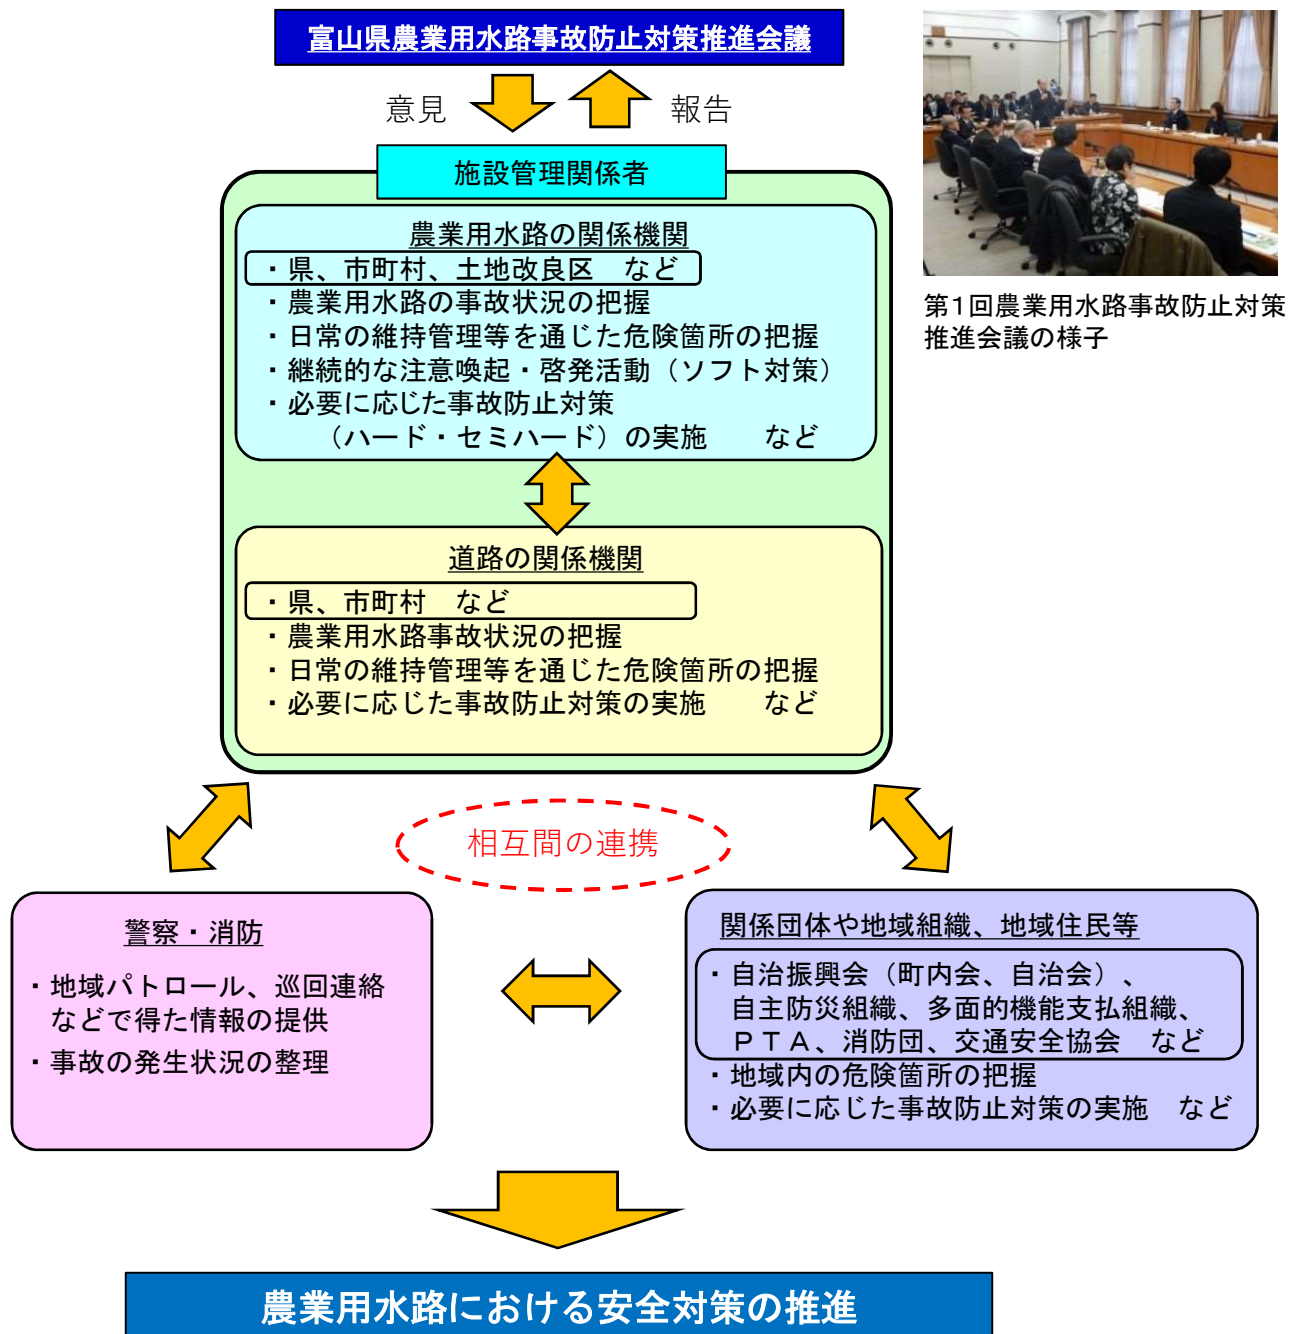 富山県農業用水路事故防止対策推進会議
意見
報告
施設管理関係者
農業用水路の関係機関
・県、市町村、土地改良区　など
・農業用水路の事故状況の把握
・日常の維持管理等を通じた危険箇所の把握
・継続的な注意喚起・啓発活動（ソフト対策）
・必要に応じた事故防止対策
（ハード・セミハード）の実施　　など
道路の関係機関
・県、市町村　など
・農業用水路事故状況の把握
・日常の維持管理等を通じた危険箇所の把握
・必要に応じた事故防止対策の実施　　など
第1回農業用水路事故防止対策
推進会議の様子
相互間の連携
警察・消防
・地域パトロール、巡回連絡
などで得た情報の提供
・事故の発生状況の整理
関係団体や地域組織、地域住民等
・自治振興会（町内会、自治会）、
自主防災組織、多面的機能支払組織、
ＰＴＡ、消防団、交通安全協会　など
・地域内の危険箇所の把握
・必要に応じた事故防止対策の実施　など
農業用水路における安全対策の推進